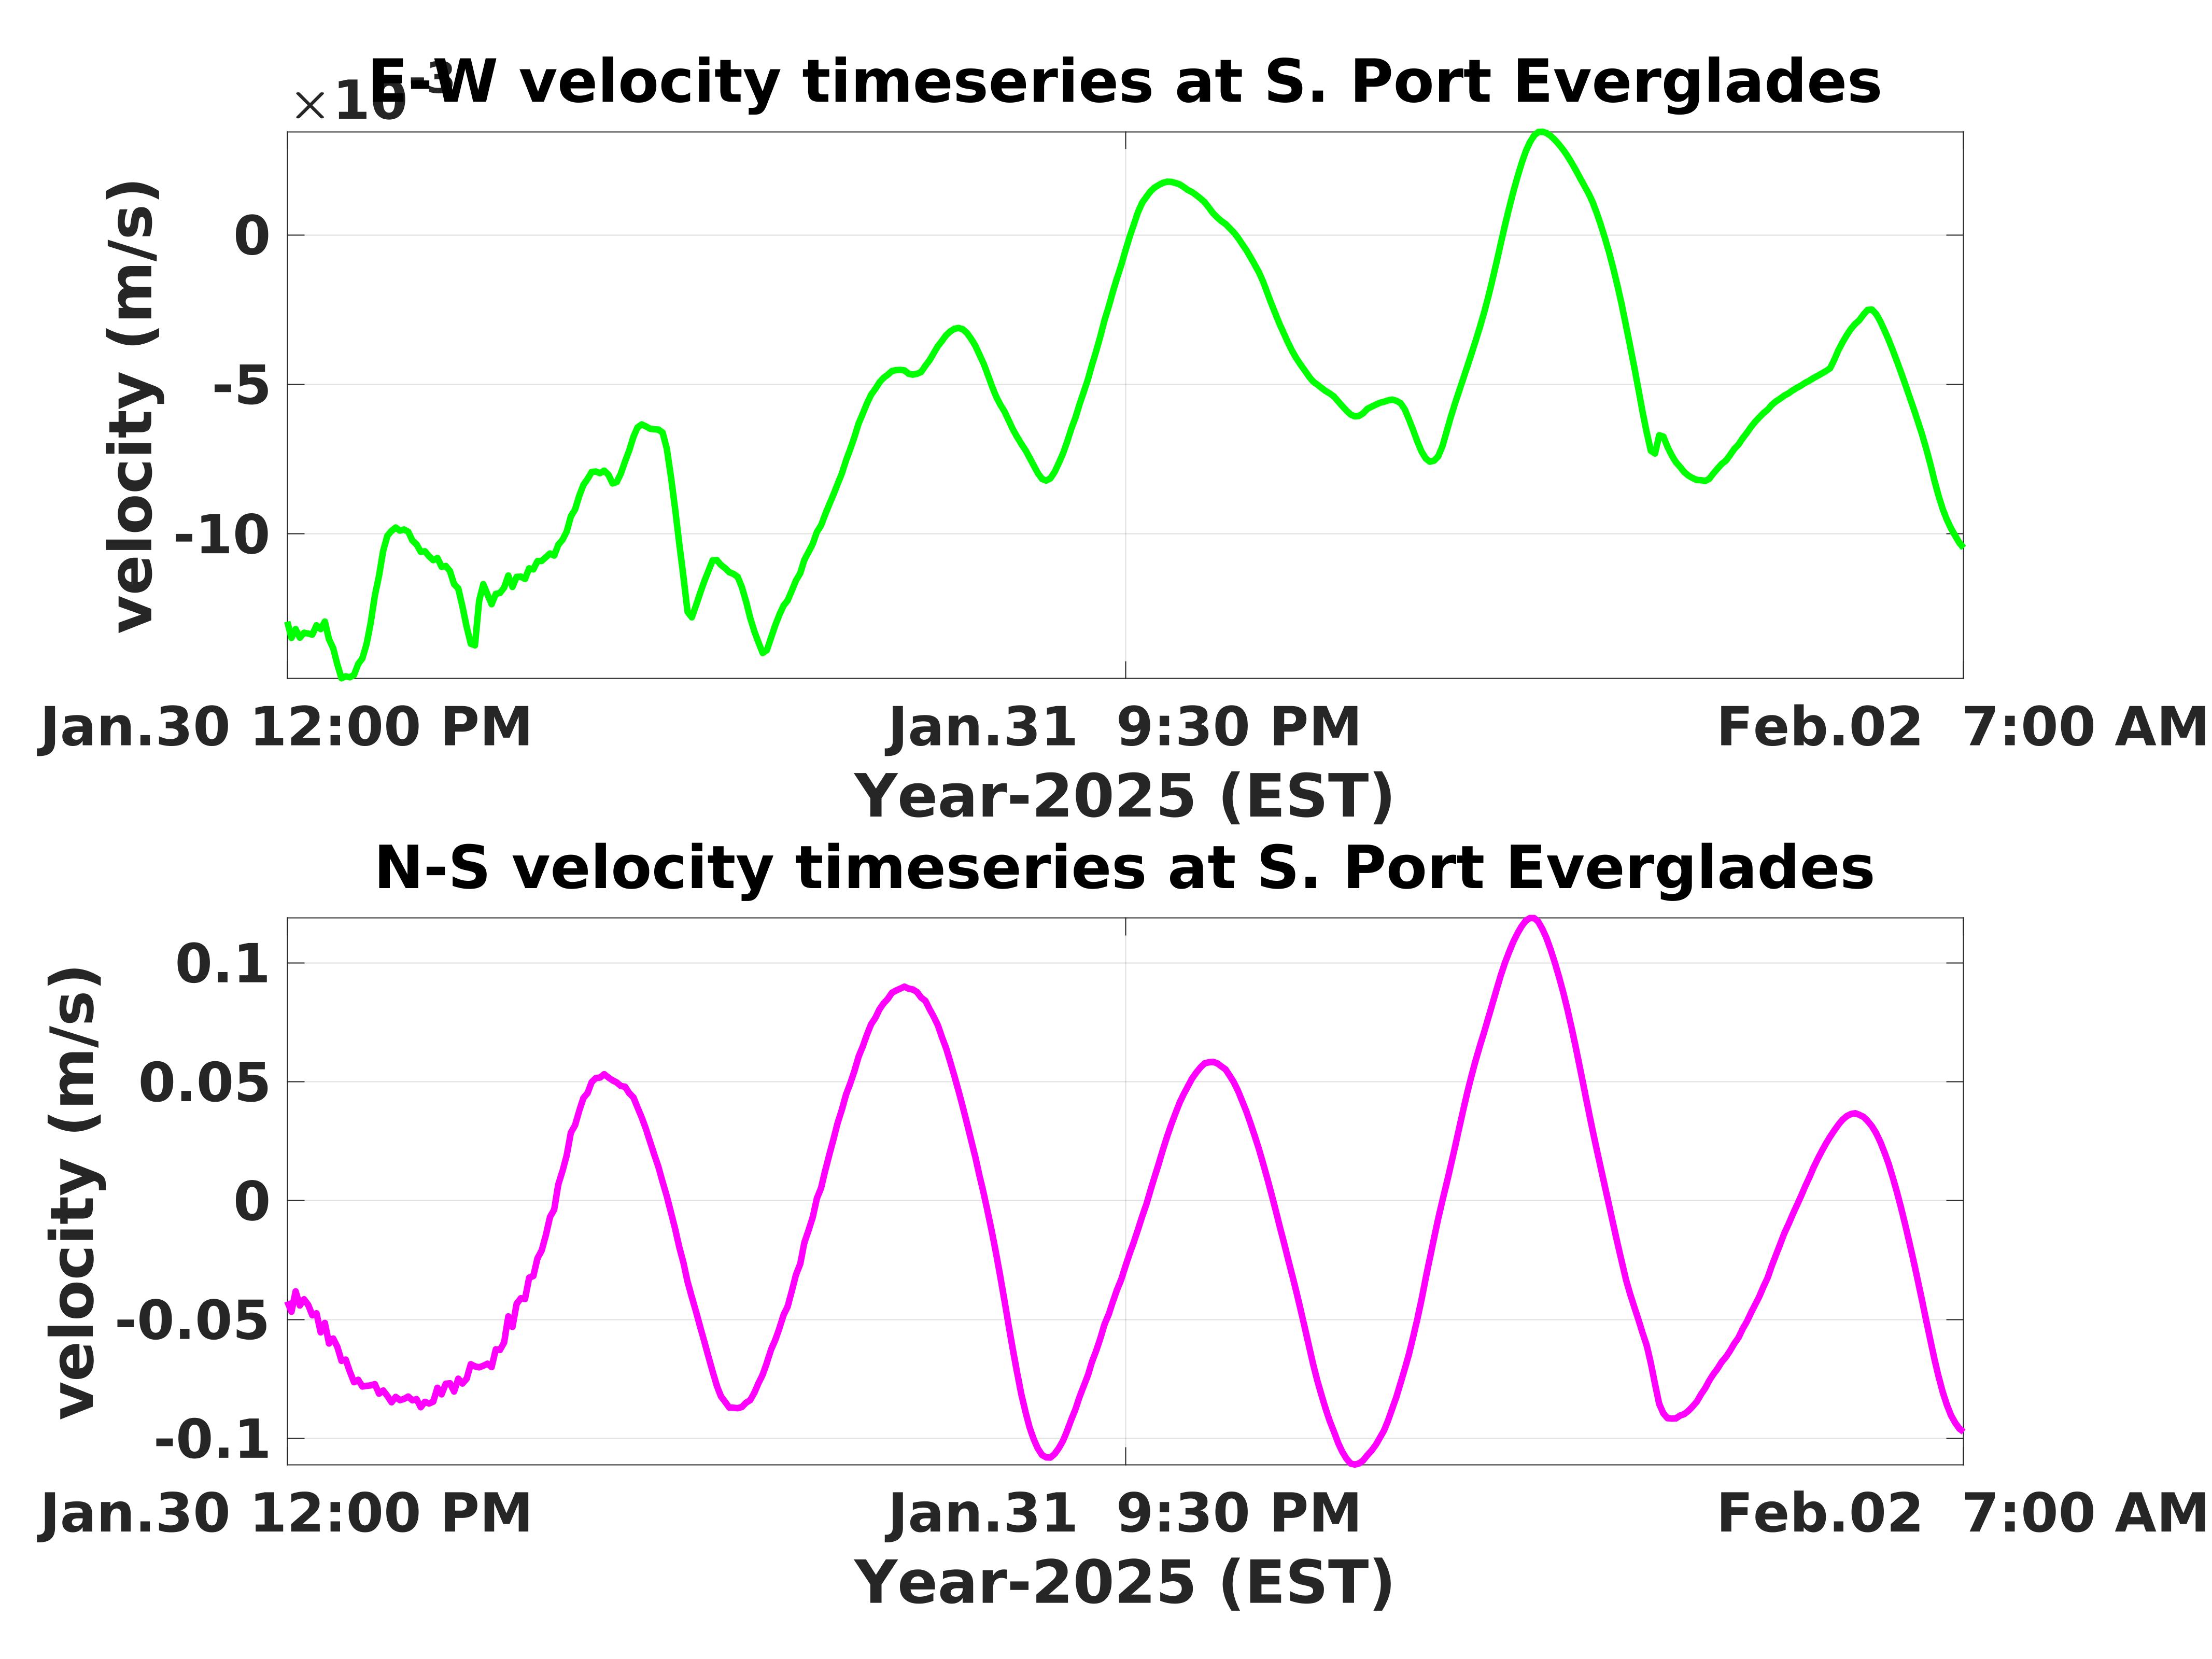 E-W velocity timeseries at S. Port Everglades
×10-3
velocity (m/s)
0
-5
-10
Jan.30 12:00 PM Jan.31 9:30 PM Feb.02 7:00 AM
Year-2025 (EST)
N-S velocity timeseries at S. Port Everglades
velocity (m/s)
0.1
0.05
0
-0.05
-0.1
Jan.30 12:00 PM Jan.31 9:30 PM Feb.02 7:00 AM
Year-2025 (EST)